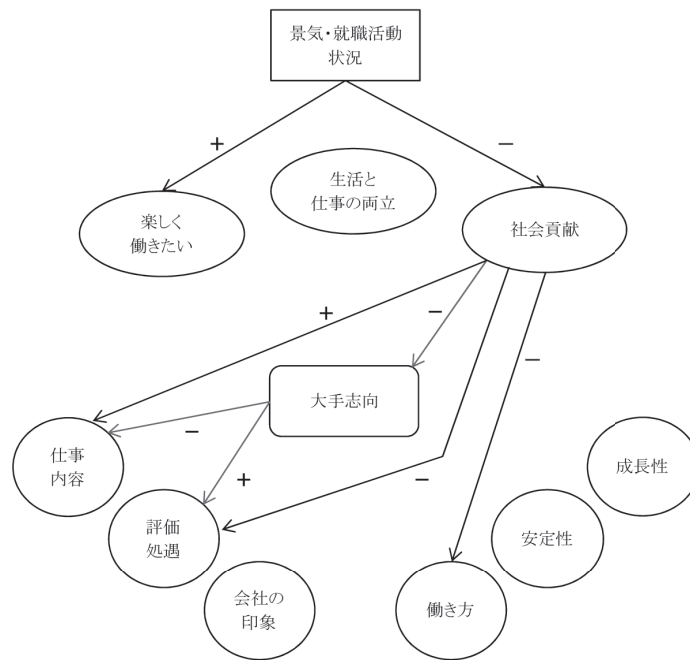 景気・就職活動
状況
+
−
生活と
仕事の両立
楽しく
働きたい
社会貢献
+
−
−
大手志向
−
仕事
内容
+
−
成長性
評価
処遇
安定性
会社の
印象
働き方